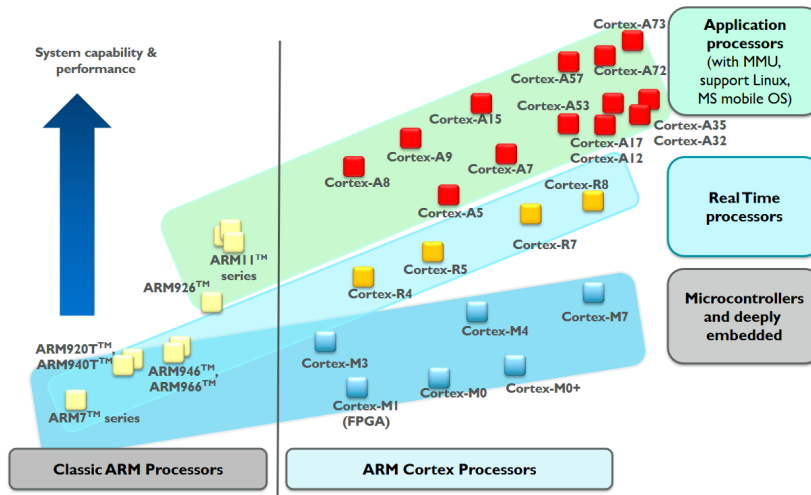 System capability &
performance
Cortex-A73
Application
processors
(with MMU,
support Linux,
MS mobile OS)
Cortex-A57
Cortex-A72
Cortex-A53
Cortex-A15
Cortex-A35
Cortex-A32
Cortex-A17
Cortex-A12
Cortex-A9
Cortex-A7
Cortex-A8
Cortex-A5
Cortex-R8
Real Time
processors
Cortex-R7
ARM11™
series
Cortex-R5
ARM926™
Cortex-R4
Microcontrollers
and deeply
embedded
Cortex-M7
Cortex-M4
ARM920T™,
ARM940T™
ARM946™,
ARM966™
Cortex-M3
Cortex-M0+
Cortex-M0
Cortex-M1
(FPGA)
ARM7™ series
Classic ARM Processors
ARM Cortex Processors